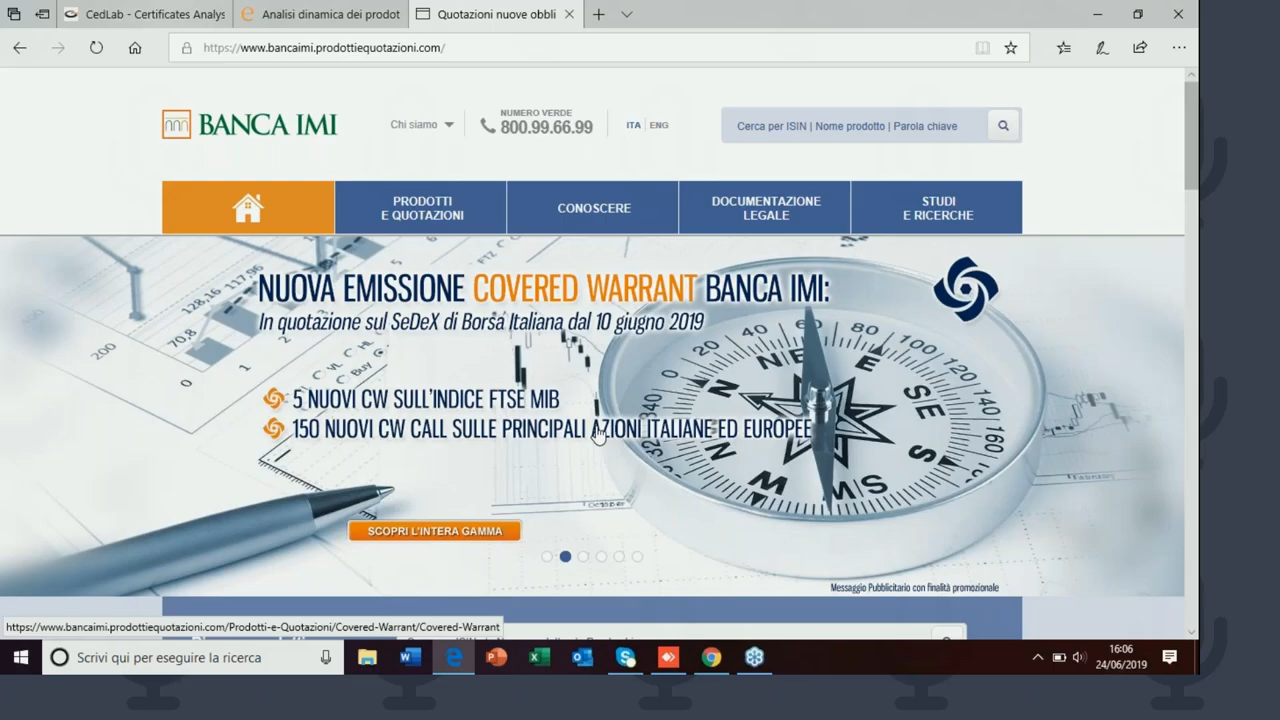 CedLab - Certificates Analys
Analisi dinamica dei prodot
Quotazioni nuove obbli
https://www.bancaimi.prodottiequotazioni.com/
BANCA IMI
Chi siamo
NUMERO VERDE
800.99.66.99
ITA ENG
Cerca per ISIN | Nome prodotto | Parola chiave
PRODOTTI
E QUOTAZIONI
CONOSCERE
DOCUMENTAZIONE
LEGALE
STUDI
E RICERCHE
NUOVA EMISSIONE COVERED WARRANT BANCA IMI:
In quotazione sul SeDeX di Borsa Italiana dal 10 giugno 2019
5 NUOVI CW SULL'INDICE FTSE MIB
150 NUOVI CW CALL SULLE PRINCIPALI AZIONI ITALIANE ED EUROPEE
SCOPRI L'INTERA GAMMA
Messaggio Pubblicitario con finalità promozionale
https://www.bancaimi.prodottiequotazioni.com/Prodotti-e-Quotazioni/Covered-Warrant/Covered-Warrant
Scrivi qui per eseguire la ricerca
16:06
24/06/2019